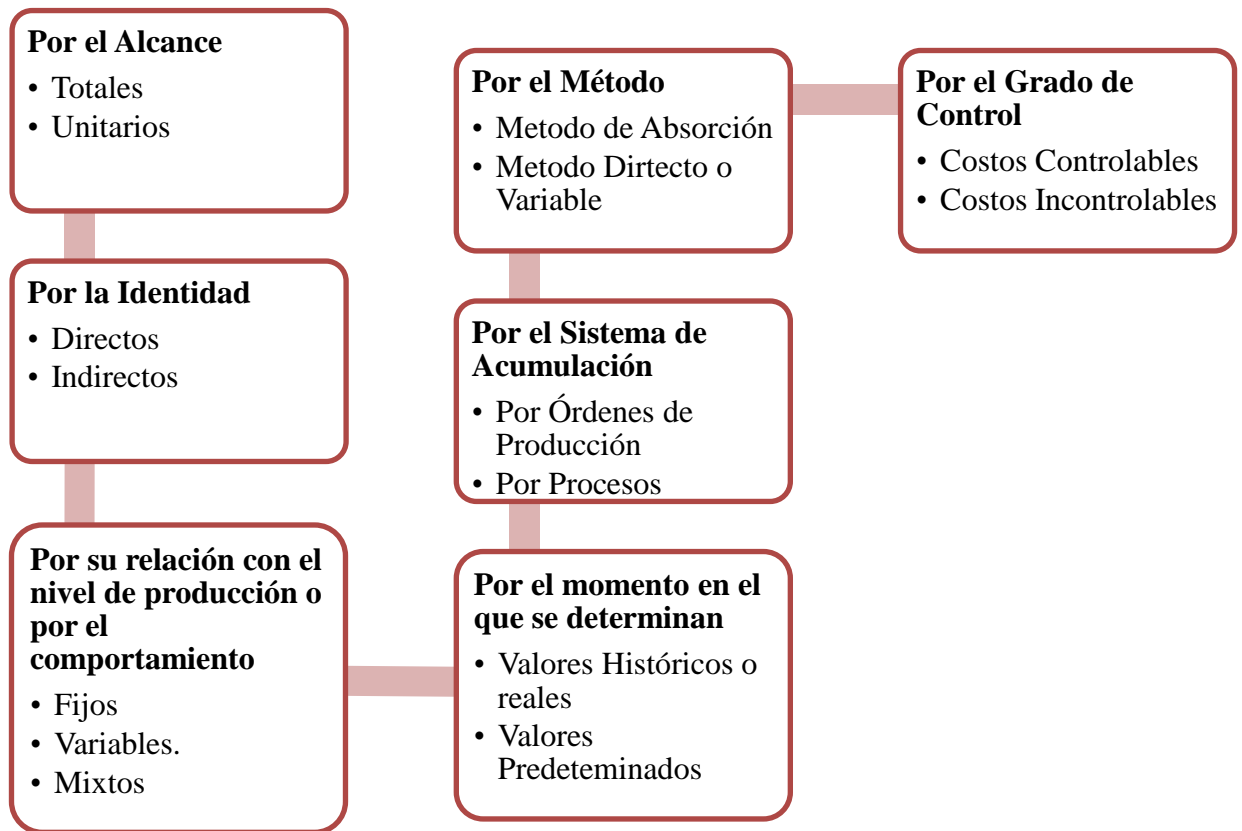 Por el Alcance
• Totales
• Unitarios
Por la Identidad
• Directos
• Indirectos
Por su relación con el
nivel de producción o
por el
comportamiento
• Fijos
• Variables.
• Mixtos
Por el momento en el
que se determinan
• Valores Históricos o
reales
• Valores
Predeteminados
Por el Sistema de
Acumulación
• Por Órdenes de
Producción
• Por Procesos
Por el Método
• Metodo de Absorción
• Metodo Dirtecto o
Variable
Por el Grado de
Control
• Costos Controlables
• Costos Incontrolables